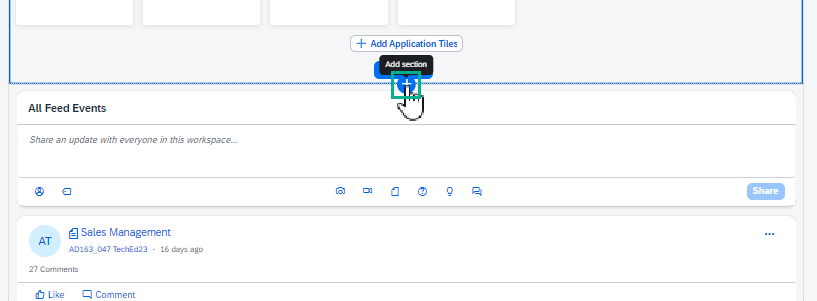 Add Application Tiles
Add section
All Feed Events
Share an update with everyone in this workspace...
Share
AT
Sales Management
AD163_047 TechEd23 · 16 days ago
27 Comments
Like Comment